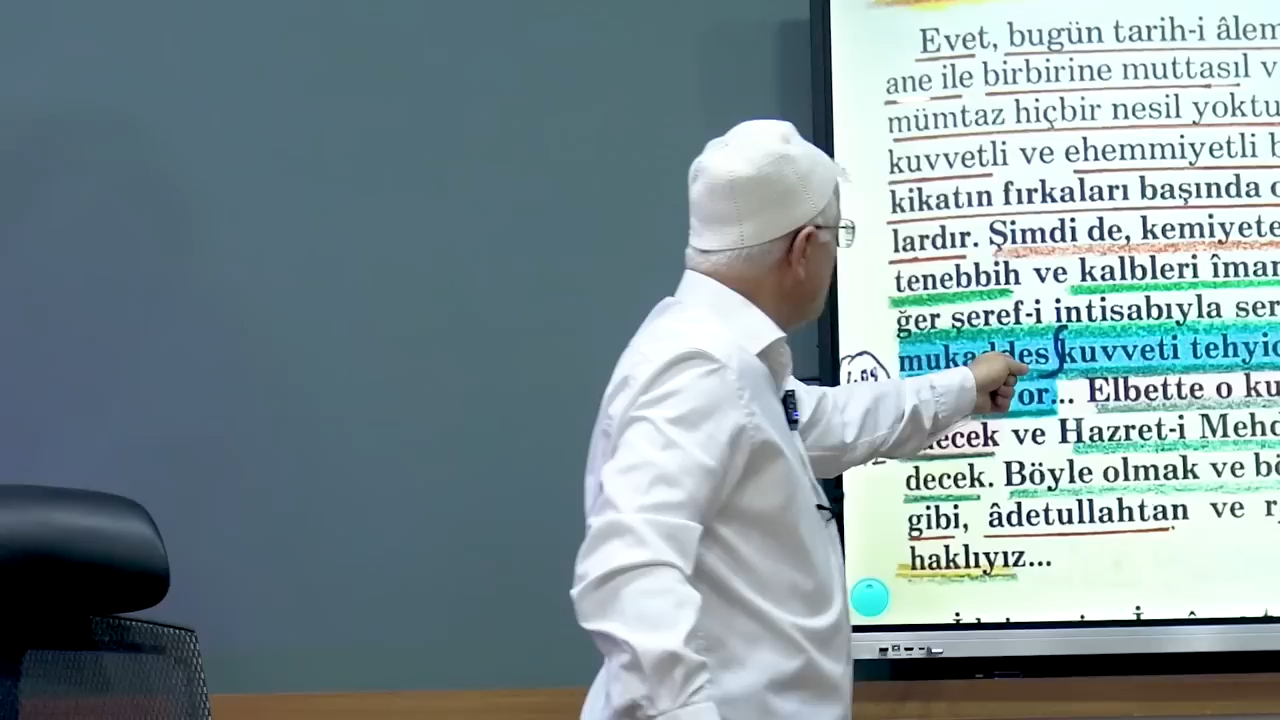 Evet, bugün tarih-i âlem
ane ile birbirine muttasıl v
mümtaz hiçbir nesil yoktu
kuvvetli ve ehemmiyetli b
kikatın fırkaları başında
lardır. Şimdi de, kemiyete
tenebbih ve kalbleri îman
ğer şeref-i intisabıyla ser
mukaddes kuvveti tehyic
or... Elbette o ku
decek ve Hazret-i Mehd
decek. Böyle olmak ve bö
gibi, âdetullahtan ve r
haklıyız...